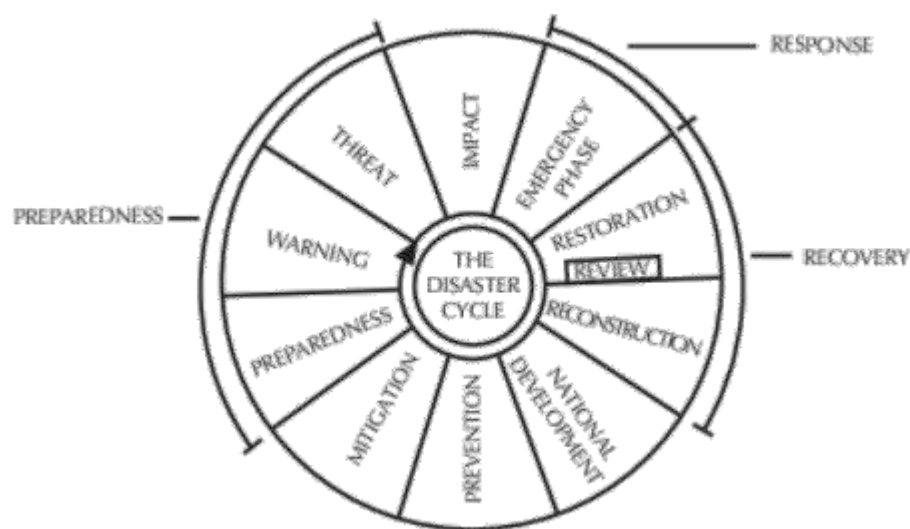 RESPONSE
IMPACT
EMERGENCY
PHASE
THREAT
RESTORATION
PREPAREDNESS
WARNING
THE
DISASTER
CYCLE
REVIEW
RECOVERY
RECONSTRUCTION
PREPAREDNESS
MITIGATION
PREVENTION
NATIONAL
DEVELOPMENT